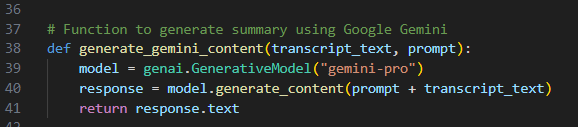 36
37 # Function to generate summary using Google Gemini
38 def generate_gemini_content(transcript_text, prompt):
39     model = genai.GenerativeModel("gemini-pro")
40     response = model.generate_content(prompt + transcript_text)
41     return response.text